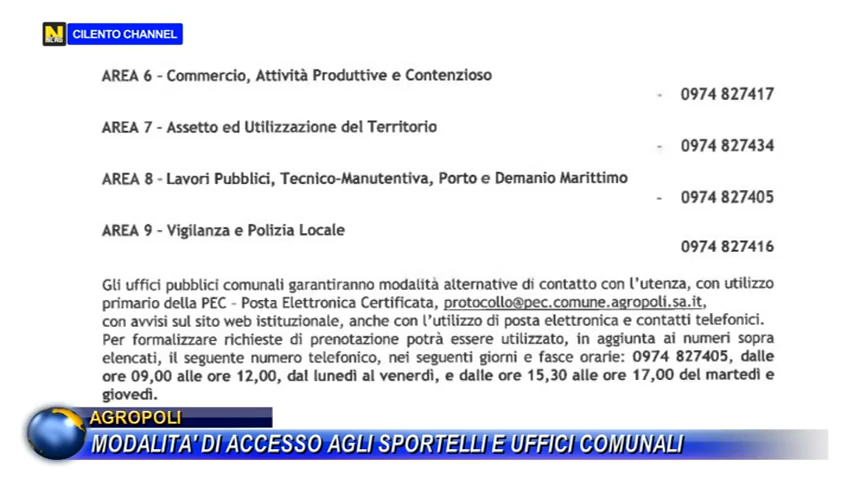 CILENTO CHANNEL
AREA 6 – Commercio, Attività Produttive e Contenzioso
- 0974 827417
AREA 7 – Assetto ed Utilizzazione del Territorio
- 0974 827434
AREA 8 – Lavori Pubblici, Tecnico-Manutentiva, Porto e Demanio Marittimo
- 0974 827405
AREA 9 – Vigilanza e Polizia Locale
0974 827416
Gli uffici pubblici comunali garantiranno modalità alternative di contatto con l'utenza, con utilizzo
primario della PEC – Posta Elettronica Certificata, protocollo@pec.comune.agropoli.sa.it,
con avvisi sul sito web istituzionale, anche con l'utilizzo di posta elettronica e contatti telefonici.
Per formalizzare richieste di prenotazione potrà essere utilizzato, in aggiunta ai numeri sopra
elencati, il seguente numero telefonico, nei seguenti giorni e fasce orarie: 0974 827405, dalle
ore 09,00 alle ore 12,00, dal lunedì al venerdì, e dalle ore 15,30 alle ore 17,00 del martedì e
giovedì.
AGROPOLI
MODALITA' DI ACCESSO AGLI SPORTELLI E UFFICI COMUNALI